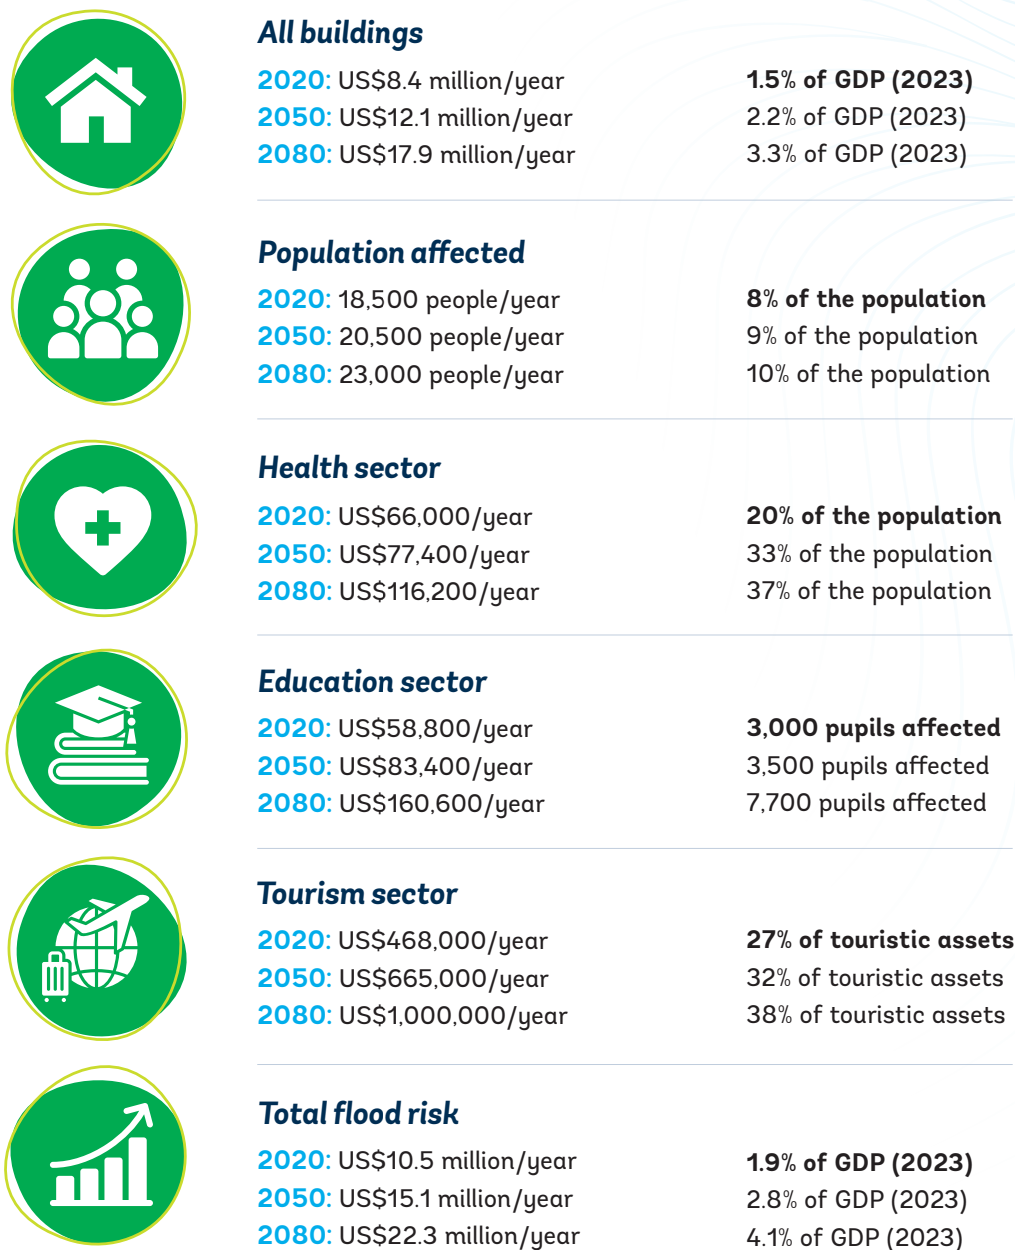 All buildings
2020: US$8.4 million/year 1.5% of GDP (2023)
2050: US$12.1 million/year 2.2% of GDP (2023)
2080: US$17.9 million/year 3.3% of GDP (2023)
Population affected
2020: 18,500 people/year 8% of the population
2050: 20,500 people/year 9% of the population
2080: 23,000 people/year 10% of the population
Health sector
2020: US$66,000/year 20% of the population
2050: US$77,400/year 33% of the population
2080: US$116,200/year 37% of the population
Education sector
2020: US$58,800/year 3,000 pupils affected
2050: US$83,400/year 3,500 pupils affected
2080: US$160,600/year 7,700 pupils affected
Tourism sector
2020: US$468,000/year 27% of touristic assets
2050: US$665,000/year 32% of touristic assets
2080: US$1,000,000/year 38% of touristic assets
Total flood risk
2020: US$10.5 million/year 1.9% of GDP (2023)
2050: US$15.1 million/year 2.8% of GDP (2023)
2080: US$22.3 million/year 4.1% of GDP (2023)